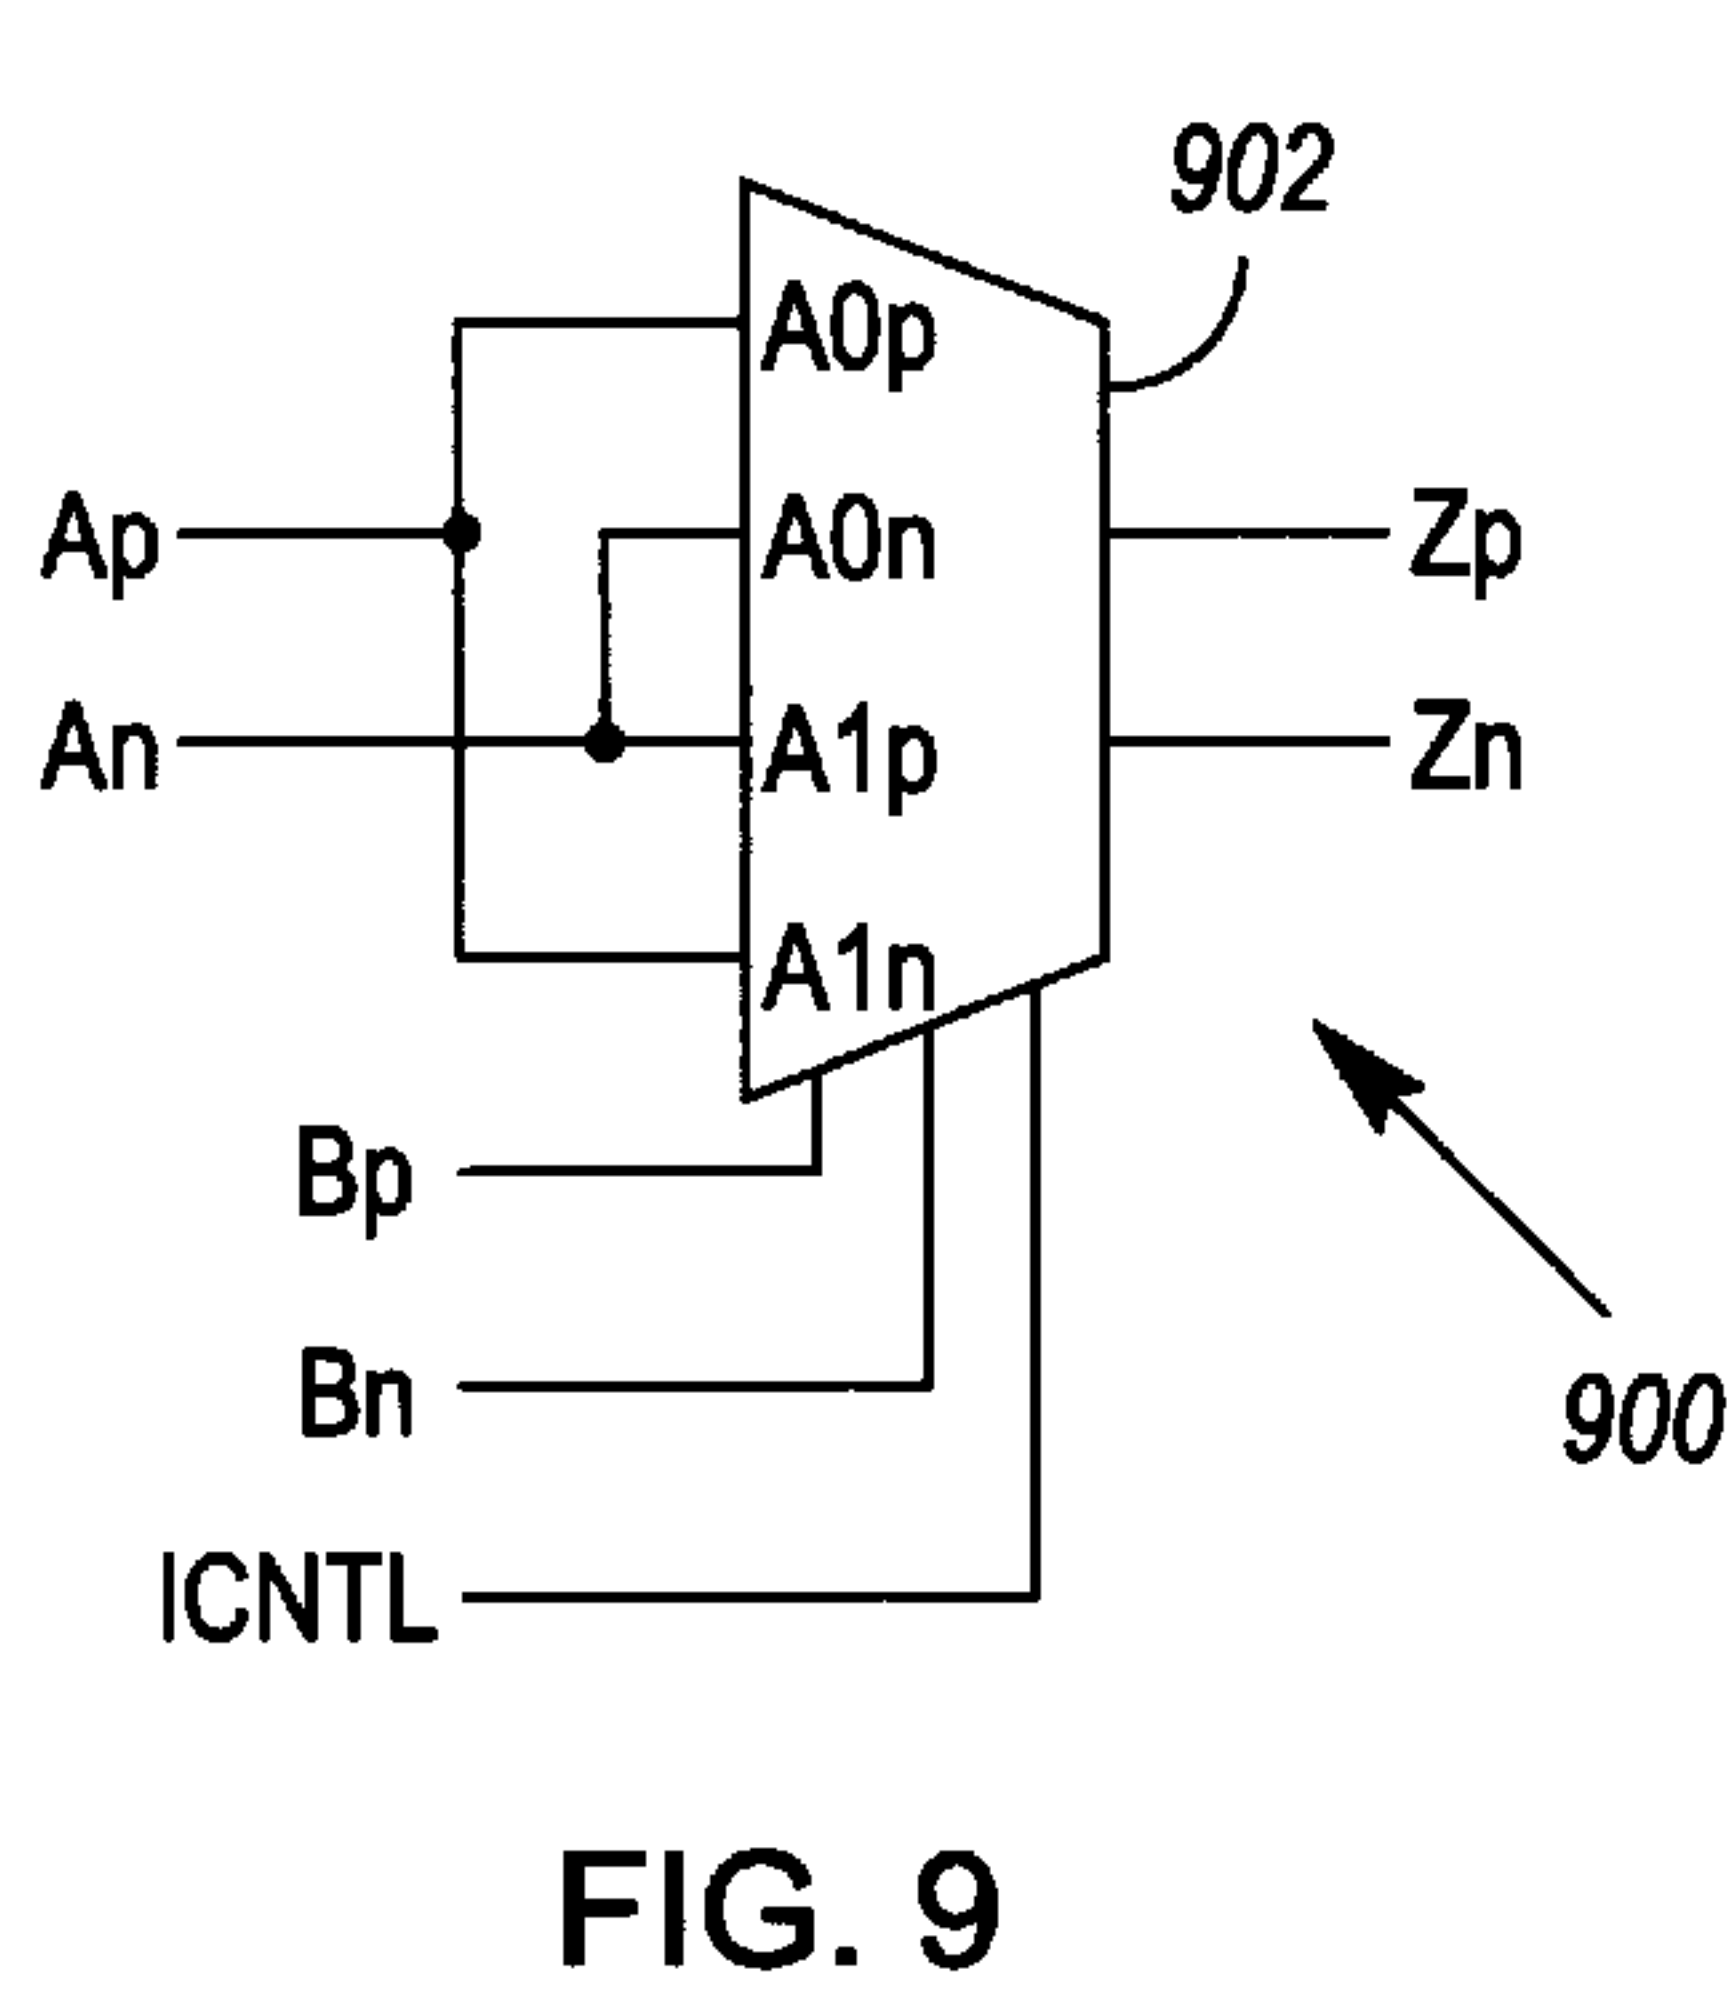 902
A0p
Ap
A0n
Zp
An
A1p
Zn
A1n
Bp
Bn
900
ICNTL
FIG. 9